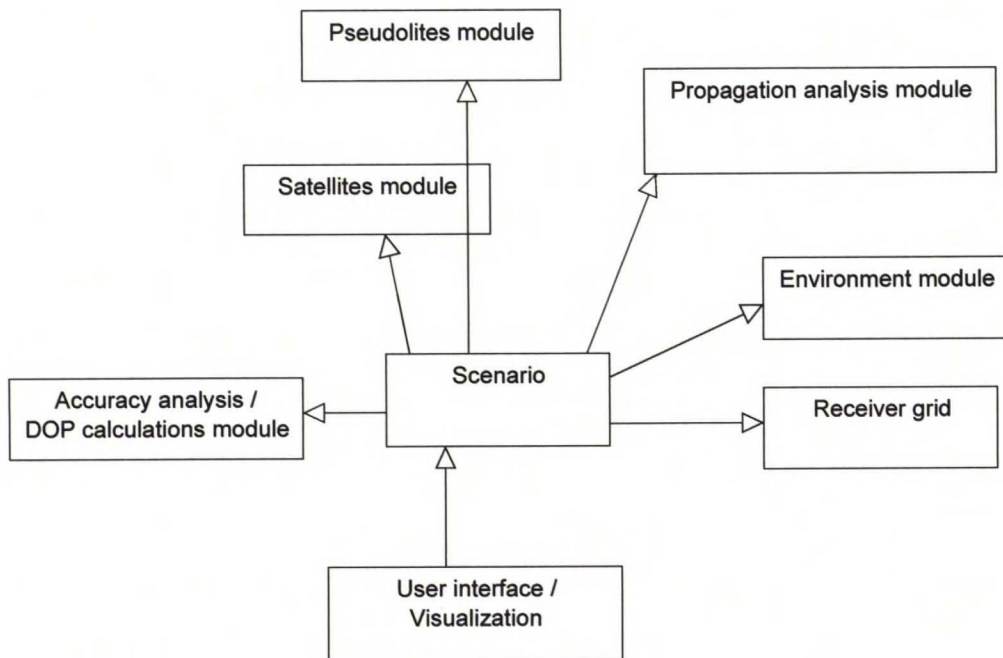 Pseudolites module
Propagation analysis module
Satellites module
Environment module
Scenario
Accuracy analysis /
DOP calculations module
Receiver grid
User interface /
Visualization